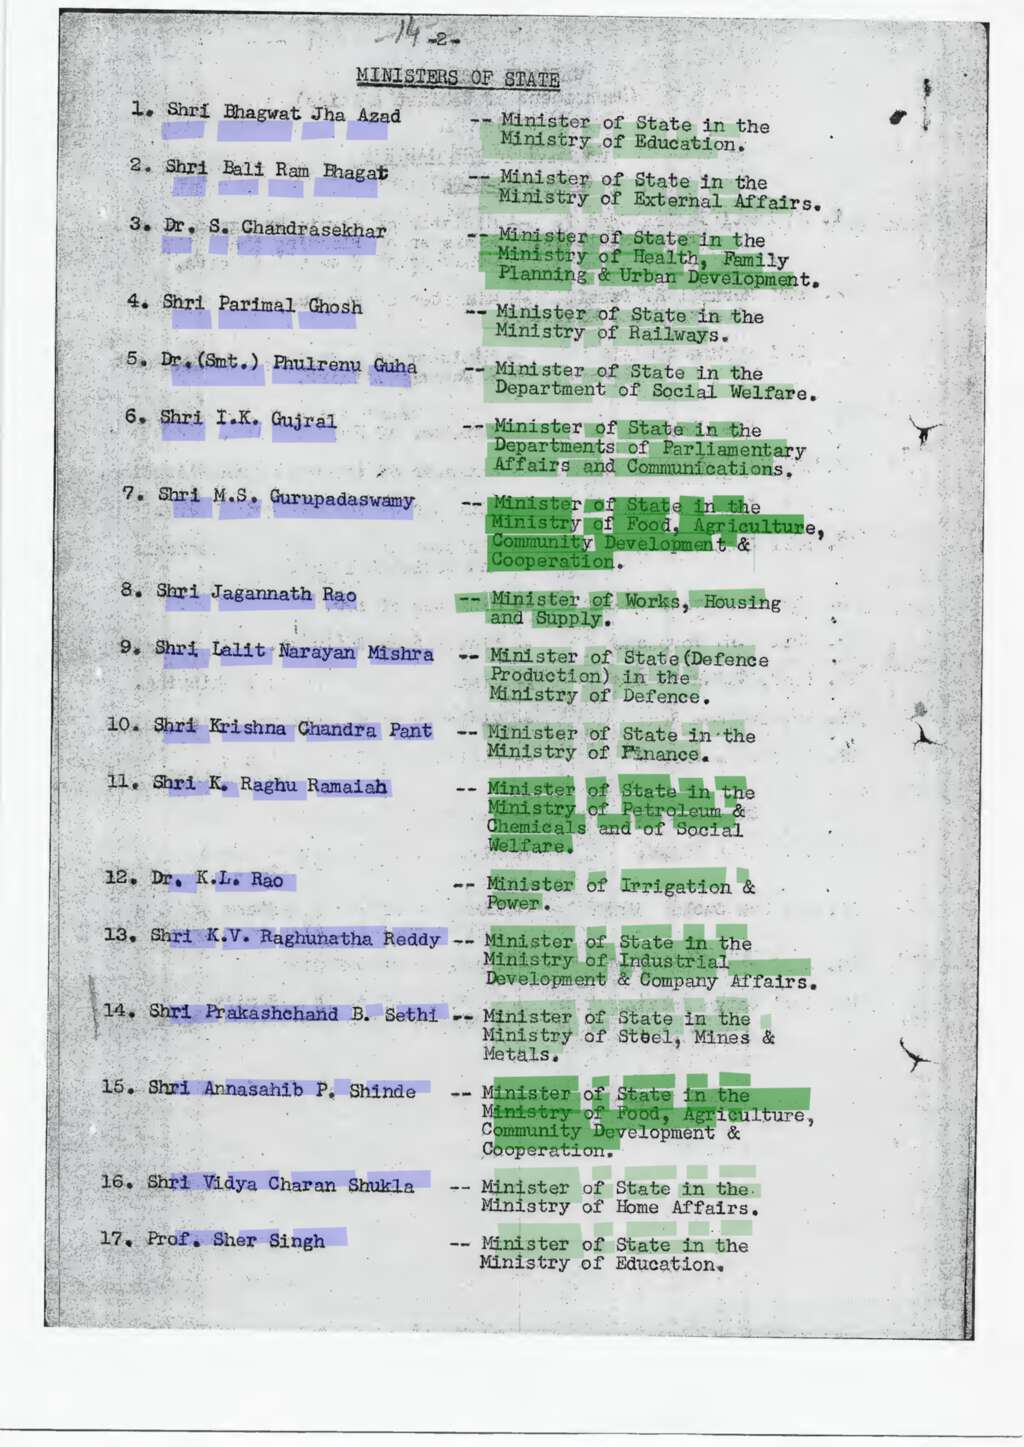 -14 -2-
MINISTERS OF STATE
1. Shri Bhagwat Jha Azad -- Minister of State in the
Ministry of Education.
2. Shri Bali Ram Bhagat -- Minister of State in the
Ministry of External Affairs.
3. Dr. S. Chandrasekhar -- Minister of State in the
Ministry of Health, Family
Planning & Urban Development.
4. Shri Parimal Ghosh -- Minister of State in the
Ministry of Railways.
5. Dr.(Smt.) Phulrenu Guha -- Minister of State in the
Department of Social Welfare.
6. Shri I.K. Gujral -- Minister of State in the
Departments of Parliamentary
Affairs and Communications.
7. Shri M.S. Gurupadaswamy -- Minister of State in the
Ministry of Food, Agriculture,
Community Development &
Cooperation.
8. Shri Jagannath Rao -- Minister of Works, Housing
and Supply.
9. Shri Lalit Narayan Mishra -- Minister of State(Defence
Production) in the
Ministry of Defence.
10. Shri Krishna Chandra Pant -- Minister of State in the
Ministry of Finance.
11. Shri K. Raghu Ramaiah -- Minister of State in the
Ministry of Petroleum &
Chemicals and of Social
Welfare.
12. Dr. K.L. Rao -- Minister of Irrigation &
Power.
13. Shri K.V. Raghunatha Reddy -- Minister of State in the
Ministry of Industrial
Development & Company Affairs.
14. Shri Prakashchand B. Sethi -- Minister of State in the
Ministry of Steel, Mines &
Metals.
15. Shri Annasahib P. Shinde -- Minister of State in the
Ministry of Food, Agriculture,
Community Development &
Cooperation.
16. Shri Vidya Charan Shukla -- Minister of State in the
Ministry of Home Affairs.
17. Prof. Sher Singh -- Minister of State in the
Ministry of Education.